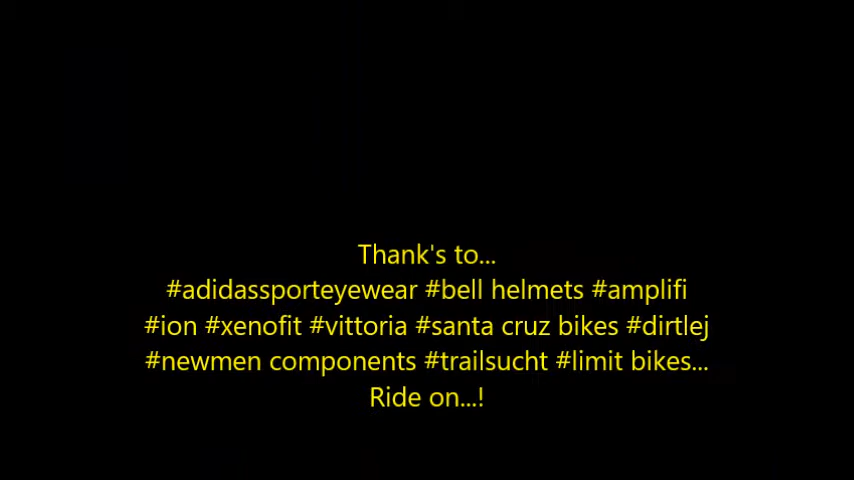 Thank's to...
#adidassporteyewear #bell helmets #amplifi
#ion #xenofit #vittoria #santa cruz bikes #dirtlej
#newmen components #trailsucht #limit bikes...
Ride on...!